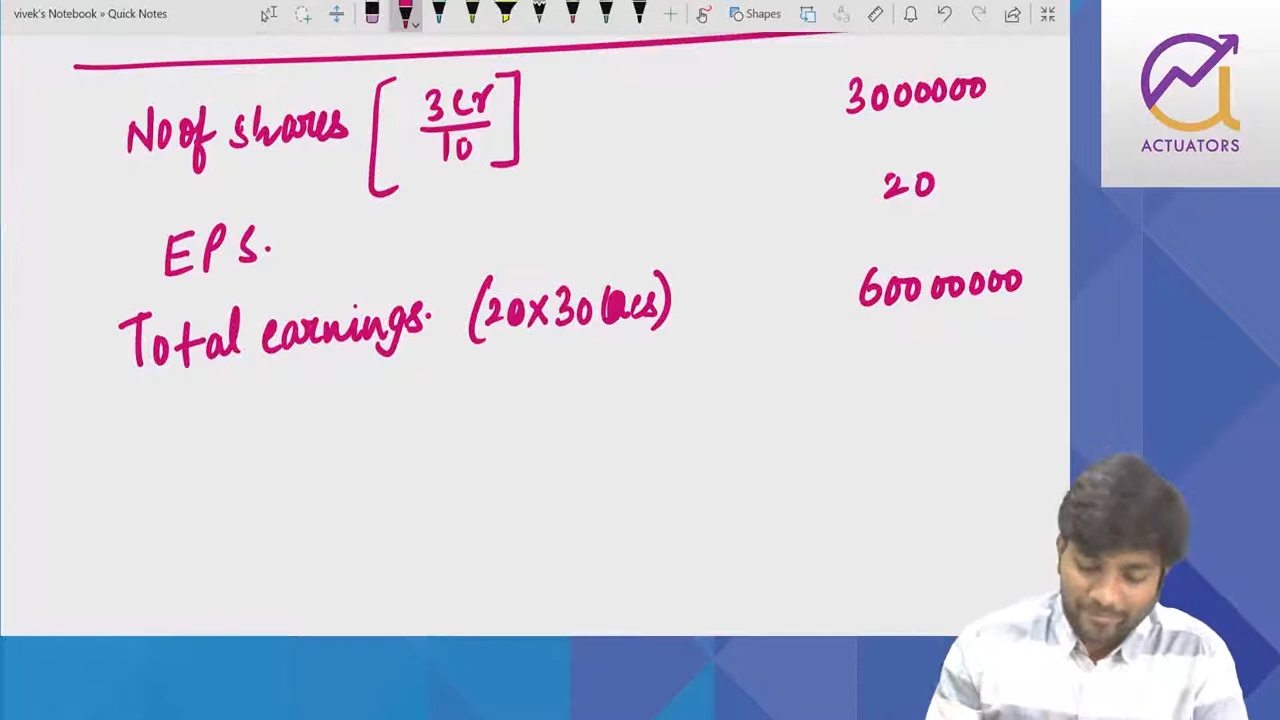 vivek's Notebook » Quick Notes
Shapes
No of shares [3Cr/10] 3000000
EPS. 20
Total earnings. (20x30lacs) 60000000
ACTUATORS